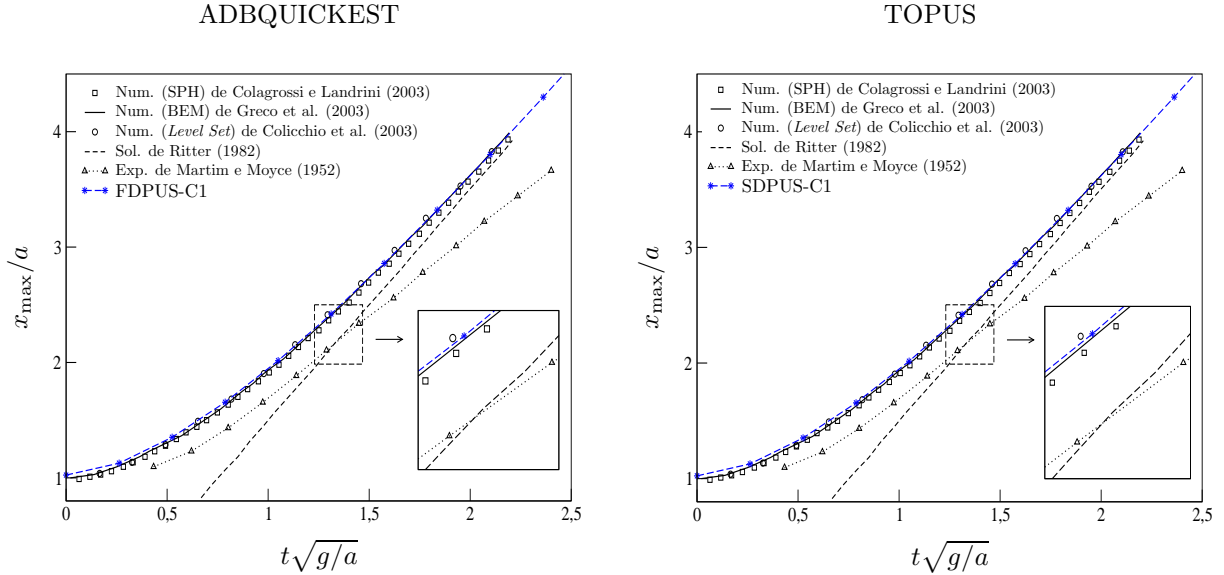 ADBQUICKEST
Num. (SPH) de Colagrossi e Landrini (2003)
Num. (BEM) de Greco et al. (2003)
Num. (Level Set) de Colicchio et al. (2003)
Sol. de Ritter (1982)
Exp. de Martim e Moyce (1952)
FDPUS-C1
4
3
2
1
x_max/a
0 0,5 1 1,5 2 2,5
t√g/a
TOPUS
Num. (SPH) de Colagrossi e Landrini (2003)
Num. (BEM) de Greco et al. (2003)
Num. (Level Set) de Colicchio et al. (2003)
Sol. de Ritter (1982)
Exp. de Martim e Moyce (1952)
SDPUS-C1
4
3
2
1
x_max/a
0 0,5 1 1,5 2 2,5
t√g/a